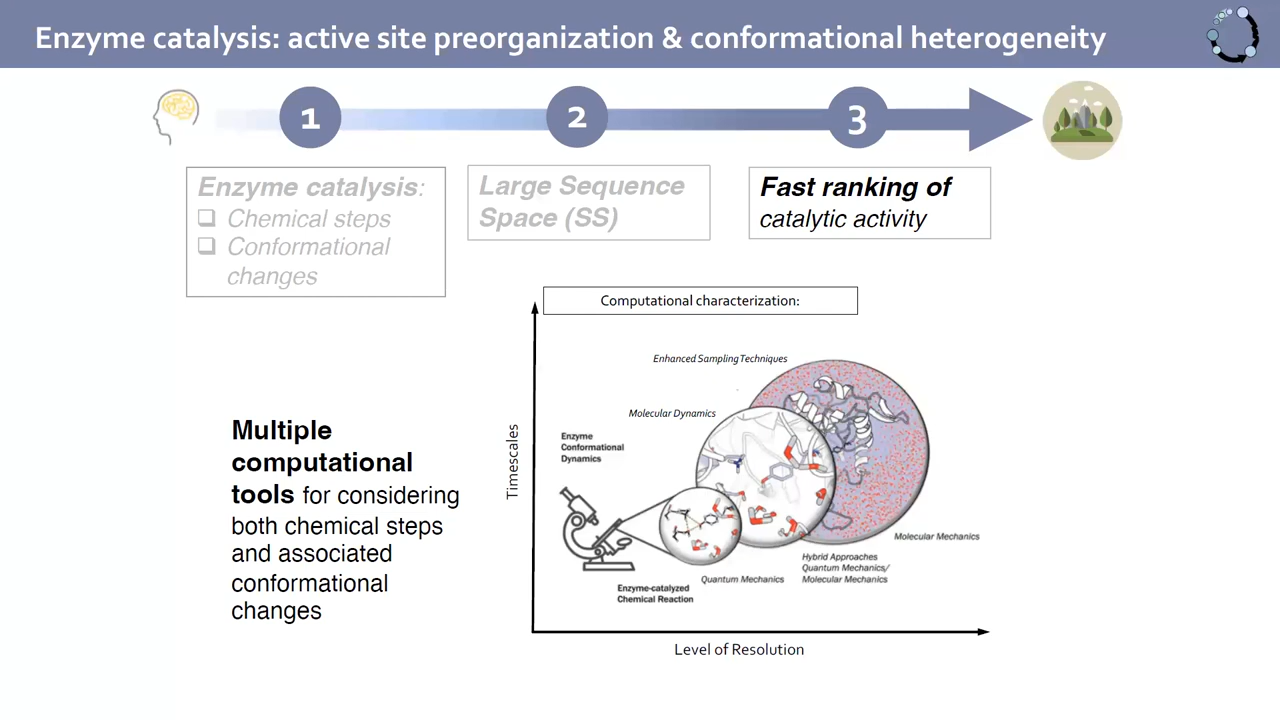 Enzyme catalysis: active site preorganization & conformational heterogeneity
1
2
3
Enzyme catalysis:
❑ Chemical steps
❑ Conformational
changes
Large Sequence
Space (SS)
Fast ranking of
catalytic activity
Multiple
computational
tools for considering
both chemical steps
and associated
conformational
changes
Computational characterization:
Enhanced Sampling Techniques
Molecular Dynamics
Enzyme
Conformational
Dynamics
Timescales
Molecular Mechanics
Hybrid Approaches
Quantum Mechanics/
Molecular Mechanics
Quantum Mechanics
Enzyme-catalyzed
Chemical Reaction
Level of Resolution